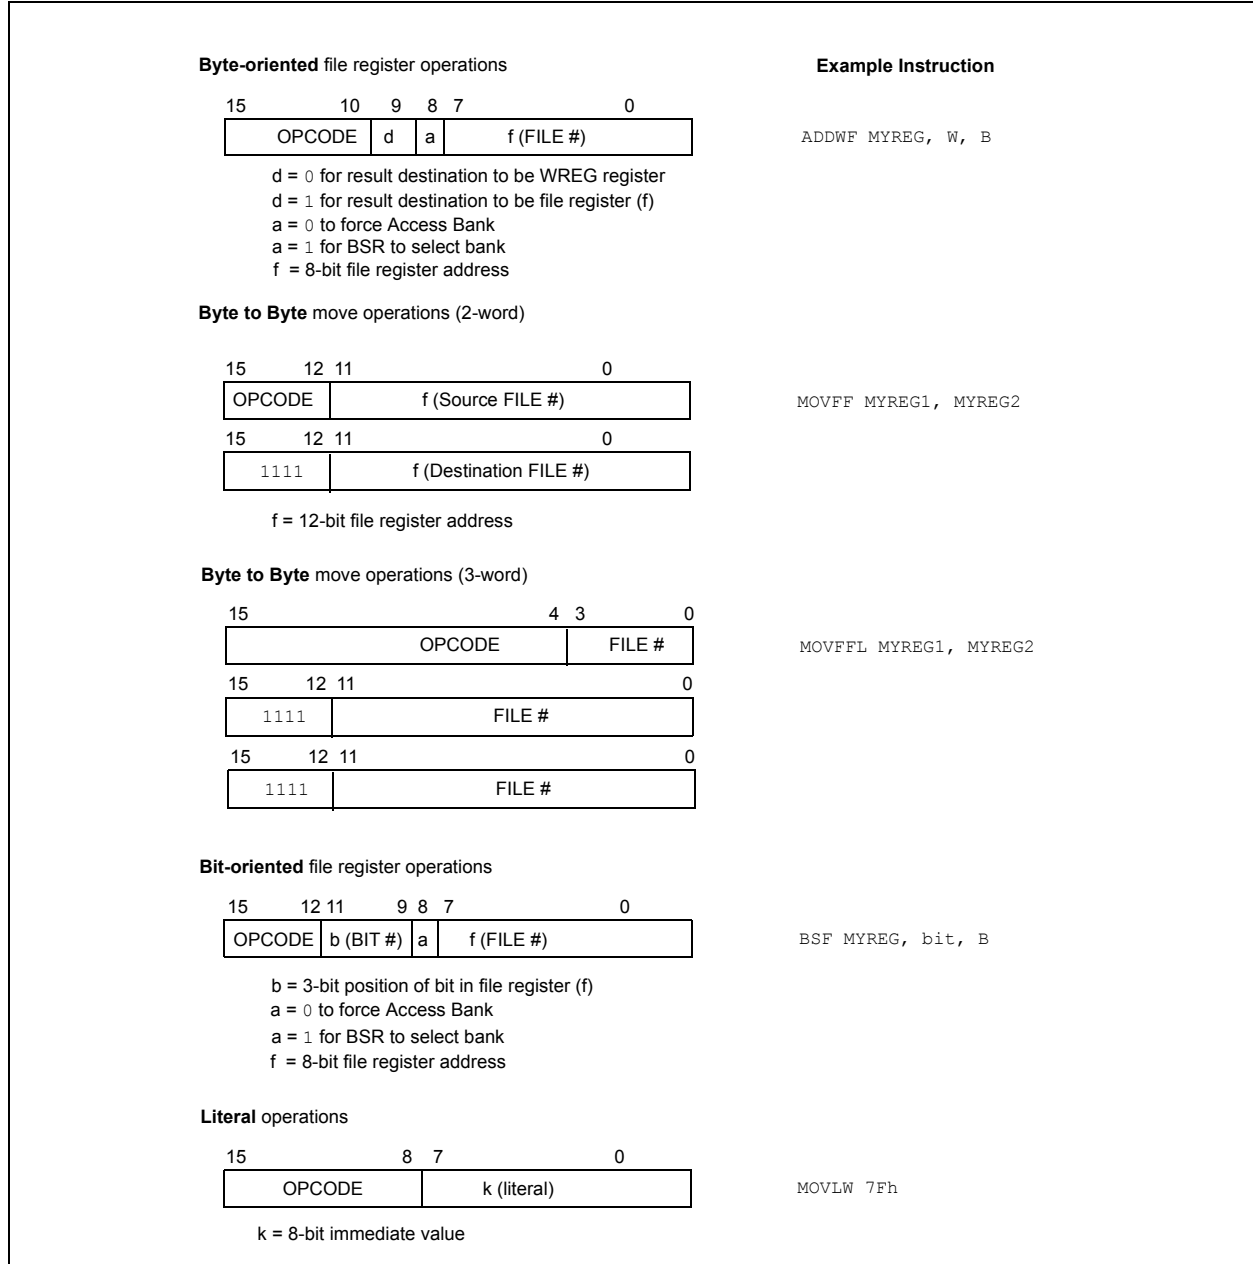 Byte-oriented file register operations Example Instruction
15 10 9 8 7 0
OPCODE d a f (FILE #) ADDWF MYREG, W, B
d = 0 for result destination to be WREG register
d = 1 for result destination to be file register (f)
a = 0 to force Access Bank
a = 1 for BSR to select bank
f = 8-bit file register address
Byte to Byte move operations (2-word)
15 12 11 0
OPCODE f (Source FILE #) MOVFF MYREG1, MYREG2
15 12 11 0
1111 f (Destination FILE #)
f = 12-bit file register address
Byte to Byte move operations (3-word)
15 4 3 0
OPCODE FILE # MOVFFL MYREG1, MYREG2
15 12 11 0
1111 FILE #
15 12 11 0
1111 FILE #
Bit-oriented file register operations
15 12 11 9 8 7 0
OPCODE b (BIT #) a f (FILE #) BSF MYREG, bit, B
b = 3-bit position of bit in file register (f)
a = 0 to force Access Bank
a = 1 for BSR to select bank
f = 8-bit file register address
Literal operations
15 8 7 0
OPCODE k (literal) MOVLW 7Fh
k = 8-bit immediate value